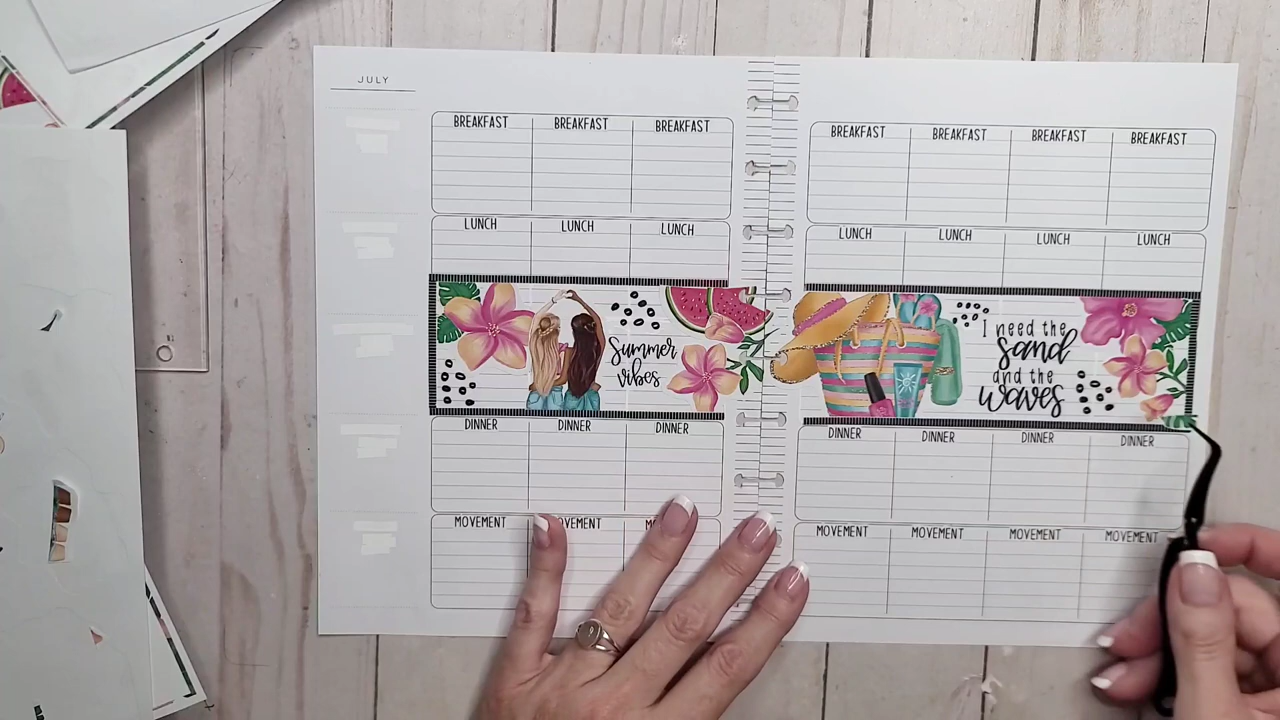 JULY
BREAKFAST BREAKFAST BREAKFAST
LUNCH LUNCH LUNCH
Summer
vibes
DINNER DINNER DINNER
MOVEMENT MOVEMENT
BREAKFAST BREAKFAST BREAKFAST BREAKFAST
LUNCH LUNCH LUNCH LUNCH
I need the
sand
and the
waves
DINNER DINNER DINNER DINNER
MOVEMENT MOVEMENT MOVEMENT MOVEMENT